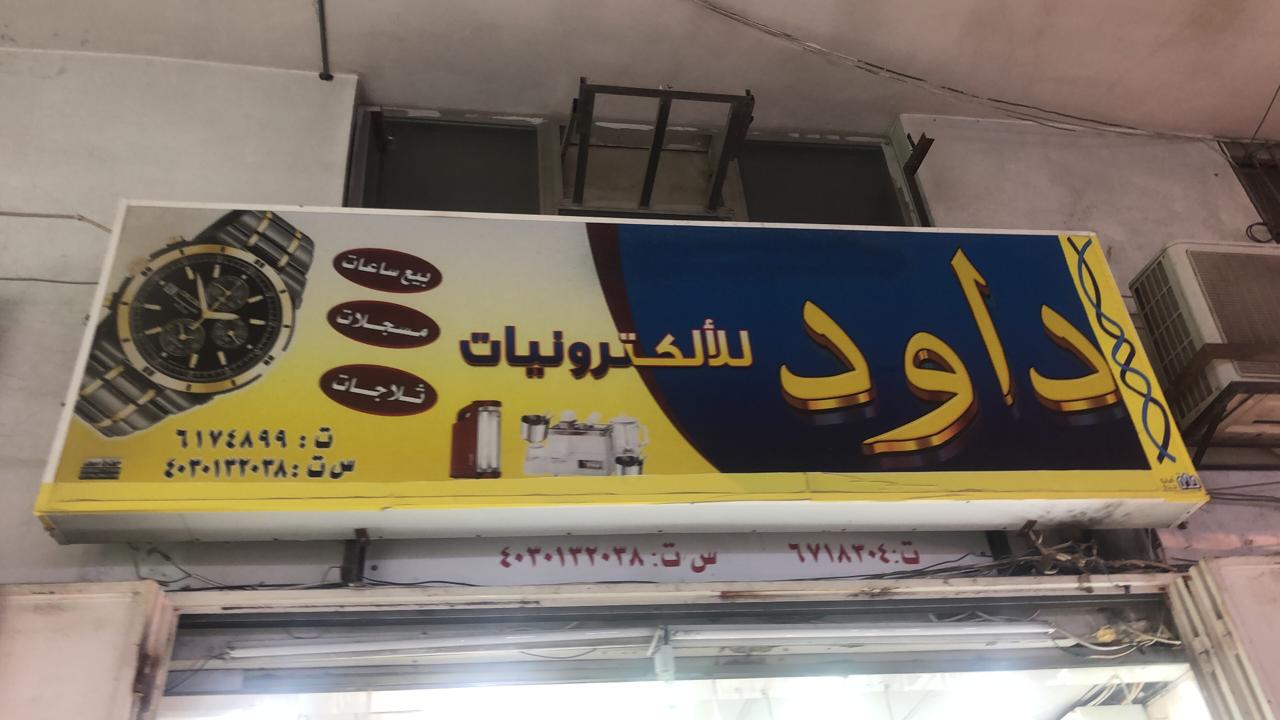 داود
للألكترونيات
بيع ساعات
مسجلات
ثلاجات
ت : ٦١٧٤٨٩٩
س ت : ٤٠٣٠١٣٢٠٣٨
ت : ٦٧١٨٣٠٤ س ت : ٤٠٣٠١٣٢٠٣٨